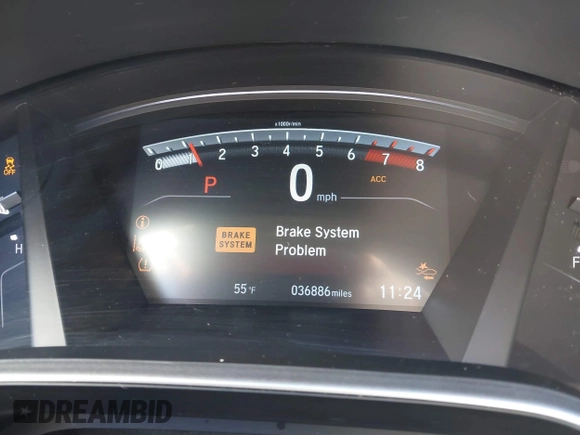 x1000r/min
0 1 2 3 4 5 6 7 8
OFF
P 0 mph ACC
H
BRAKE SYSTEM
Brake System
Problem
F
55°F 036886 miles 11:24
DREAMBID